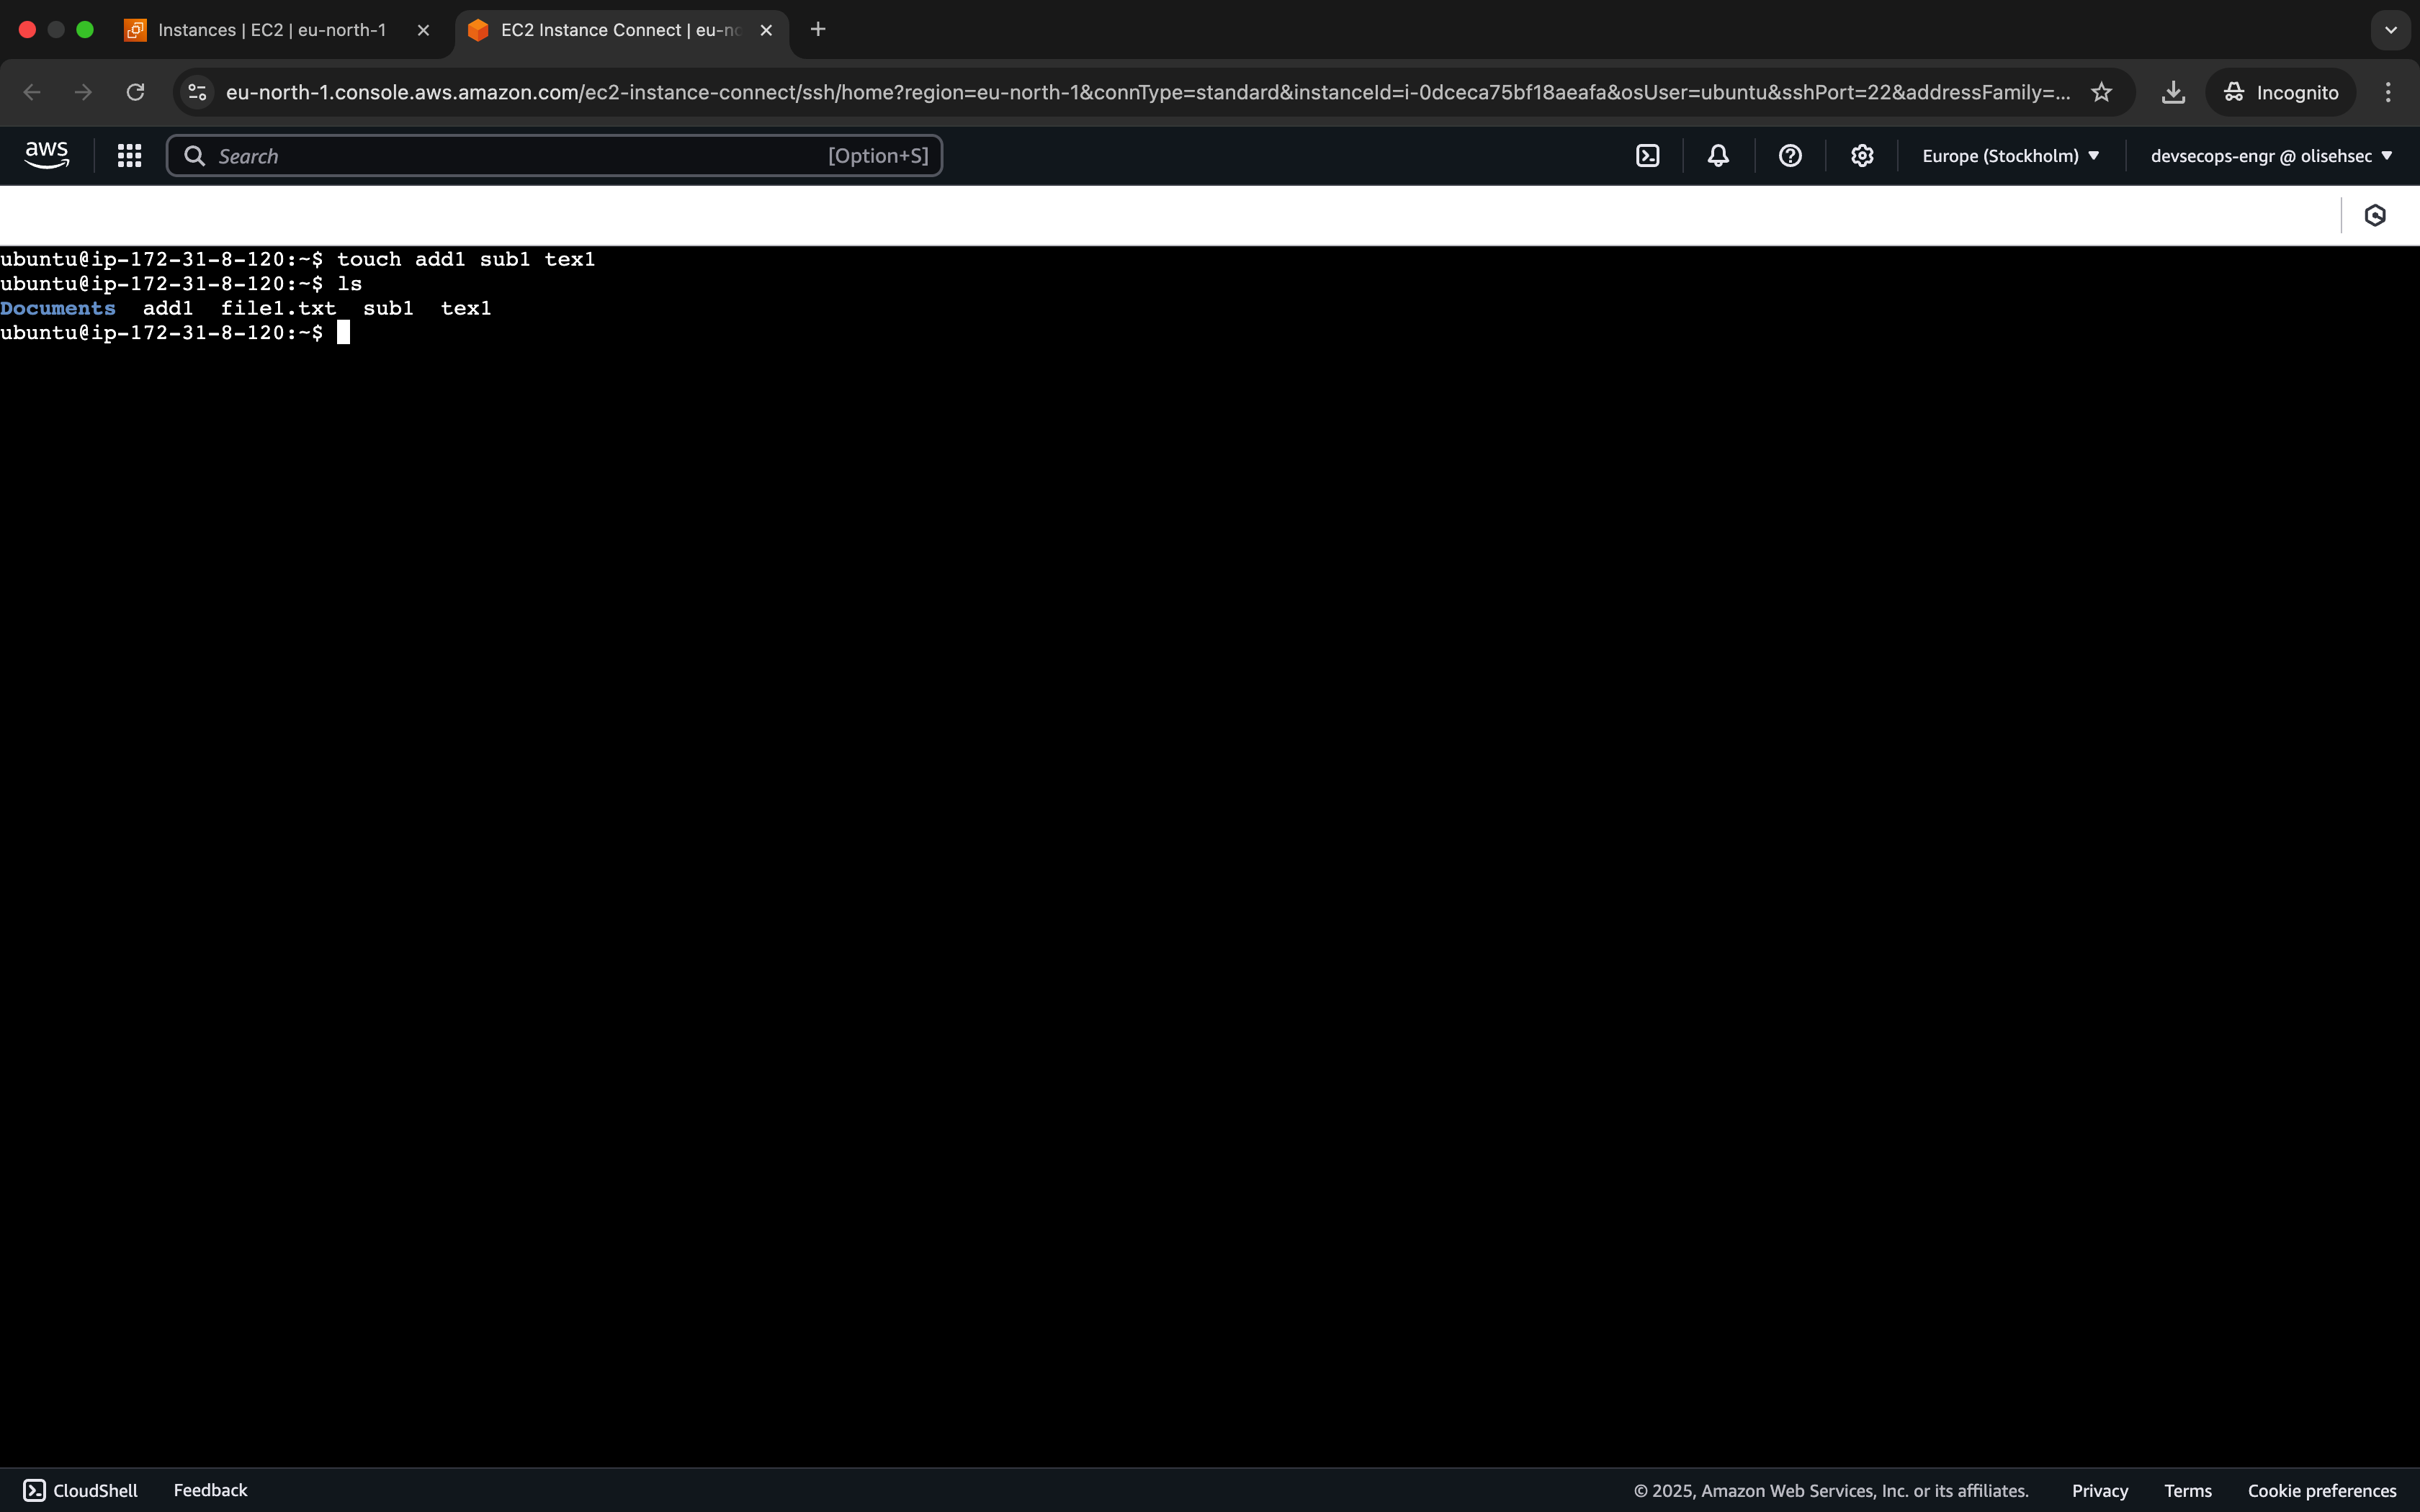 Instances | EC2 | eu-north-1
EC2 Instance Connect | eu-no
eu-north-1.console.aws.amazon.com/ec2-instance-connect/ssh/home?region=eu-north-1&connType=standard&instanceId=i-0dceca75bf18aeafa&osUser=ubuntu&sshPort=22&addressFamily=...
Incognito
aws
Search
[Option+S]
Europe (Stockholm)
devsecops-engr @ olisehsec
ubuntu@ip-172-31-8-120:~$ touch add1 sub1 tex1
ubuntu@ip-172-31-8-120:~$ ls
Documents  add1  file1.txt  sub1  tex1
ubuntu@ip-172-31-8-120:~$
CloudShell
Feedback
© 2025, Amazon Web Services, Inc. or its affiliates.
Privacy
Terms
Cookie preferences